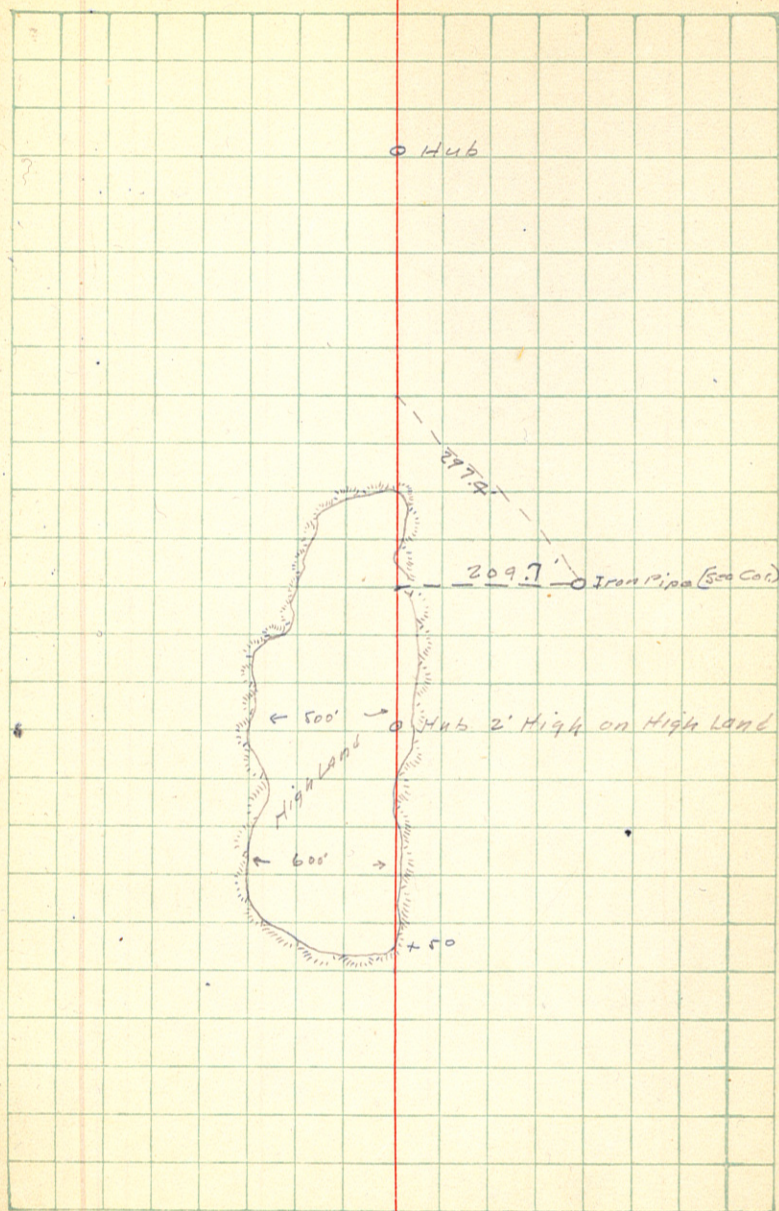 Hub
297.4'
209.7'
Iron Pipe (Sec Cor.)
← 500' →
Hub 2' High on High Land
High Land
← 600' →
+50